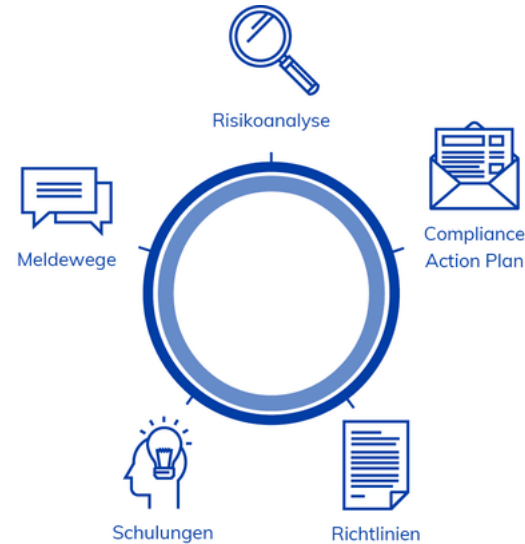 Risikoanalyse
Compliance
Action Plan
Richtlinien
Schulungen
Meldewege